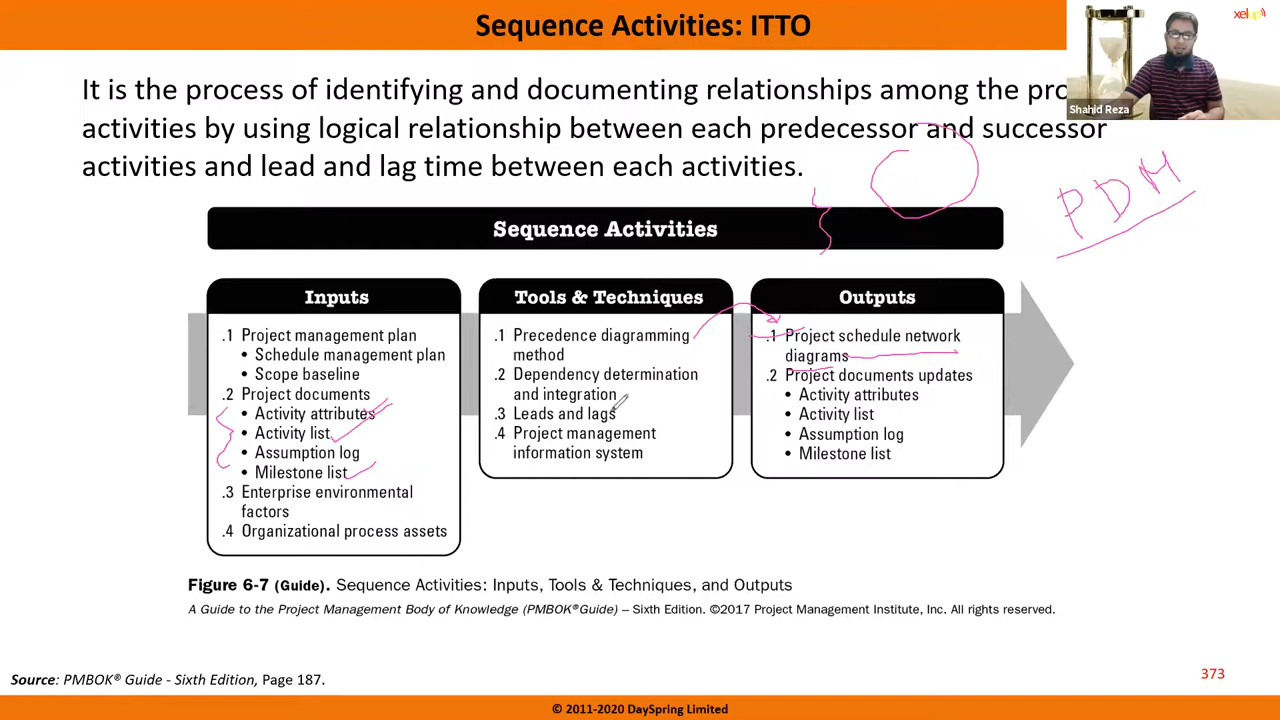 Sequence Activities: ITTO
xelup
Shahid Reza
It is the process of identifying and documenting relationships among the pro
activities by using logical relationship between each predecessor and successor
activities and lead and lag time between each activities.
PDM
Sequence Activities
Inputs
.1 Project management plan
• Schedule management plan
• Scope baseline
.2 Project documents
• Activity attributes
• Activity list
• Assumption log
• Milestone list
.3 Enterprise environmental
factors
.4 Organizational process assets
Tools & Techniques
.1 Precedence diagramming
method
.2 Dependency determination
and integration
.3 Leads and lags
.4 Project management
information system
Outputs
.1 Project schedule network
diagrams
.2 Project documents updates
• Activity attributes
• Activity list
• Assumption log
• Milestone list
Figure 6-7 (Guide). Sequence Activities: Inputs, Tools & Techniques, and Outputs
A Guide to the Project Management Body of Knowledge (PMBOK® Guide) – Sixth Edition. ©2017 Project Management Institute, Inc. All rights reserved.
Source: PMBOK® Guide - Sixth Edition, Page 187.
373
© 2011-2020 DaySpring Limited